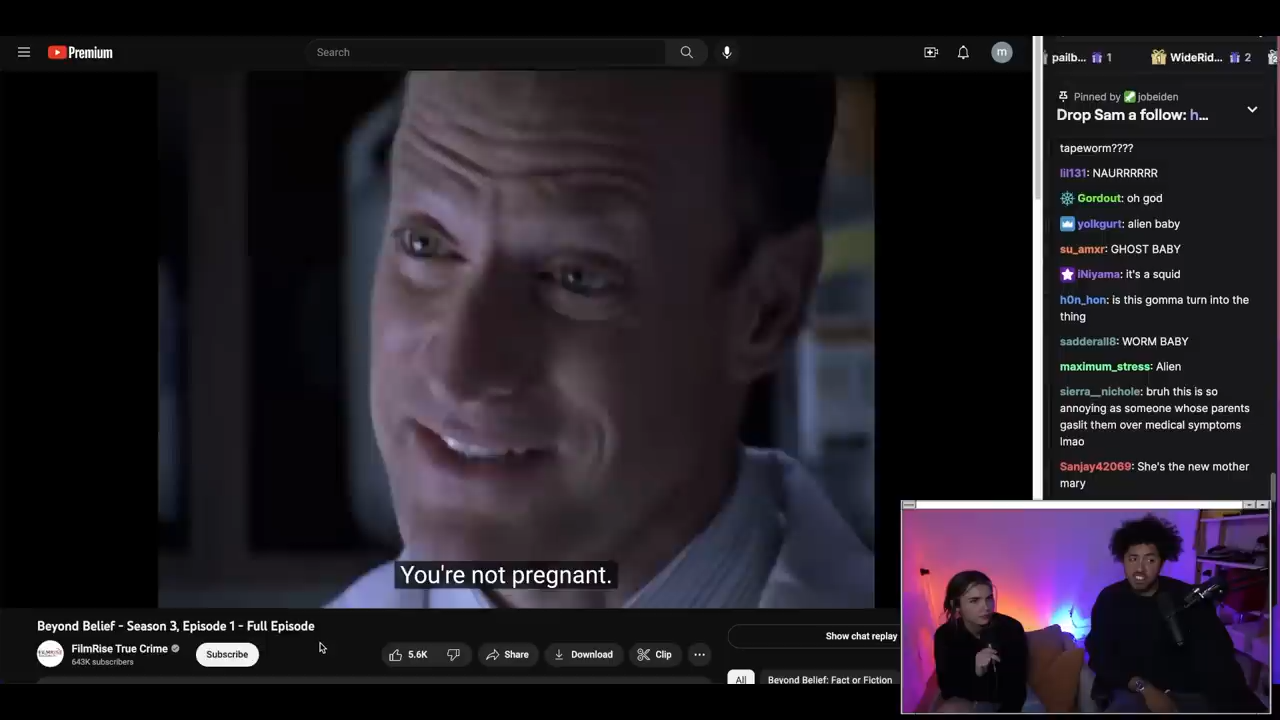 Premium
Search
m
pailb... 1 WideRid... 2
Pinned by jobeiden
Drop Sam a follow: h...
tapeworm????
lil131: NAURRRRRR
Gordout: oh god
yolkgurt: alien baby
su_amxr: GHOST BABY
iNiyama: it's a squid
h0n_hon: is this gomma turn into the
thing
sadderall8: WORM BABY
maximum_stress: Alien
sierra__nichole: bruh this is so
annoying as someone whose parents
gaslit them over medical symptoms
lmao
Sanjay42069: She's the new mother
mary
You're not pregnant.
Beyond Belief - Season 3, Episode 1 - Full Episode
FilmRise True Crime
643K subscribers
Subscribe
5.6K
Share
Download
Clip
Show chat replay
All
Beyond Belief: Fact or Fiction